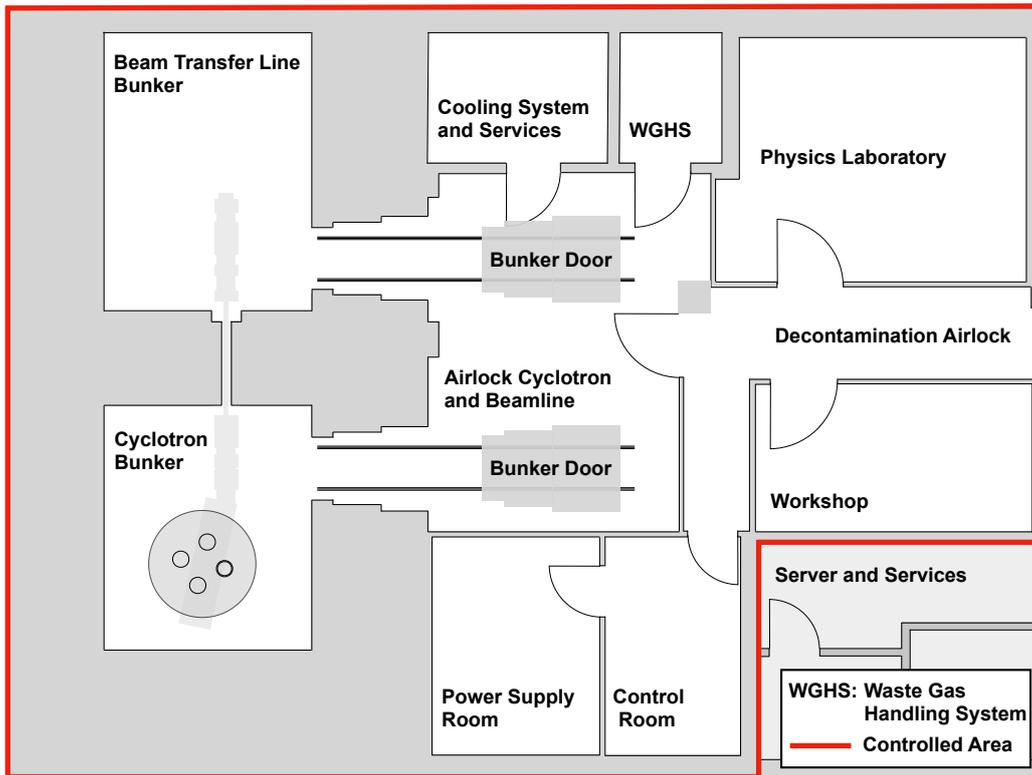 Beam Transfer Line
Bunker
Cooling System
and Services
WGHS
Physics Laboratory
Bunker Door
Decontamination Airlock
Airlock Cyclotron
and Beamline
Cyclotron
Bunker
Bunker Door
Workshop
Server and Services
Power Supply
Room
Control
Room
WGHS: Waste Gas
Handling System
Controlled Area